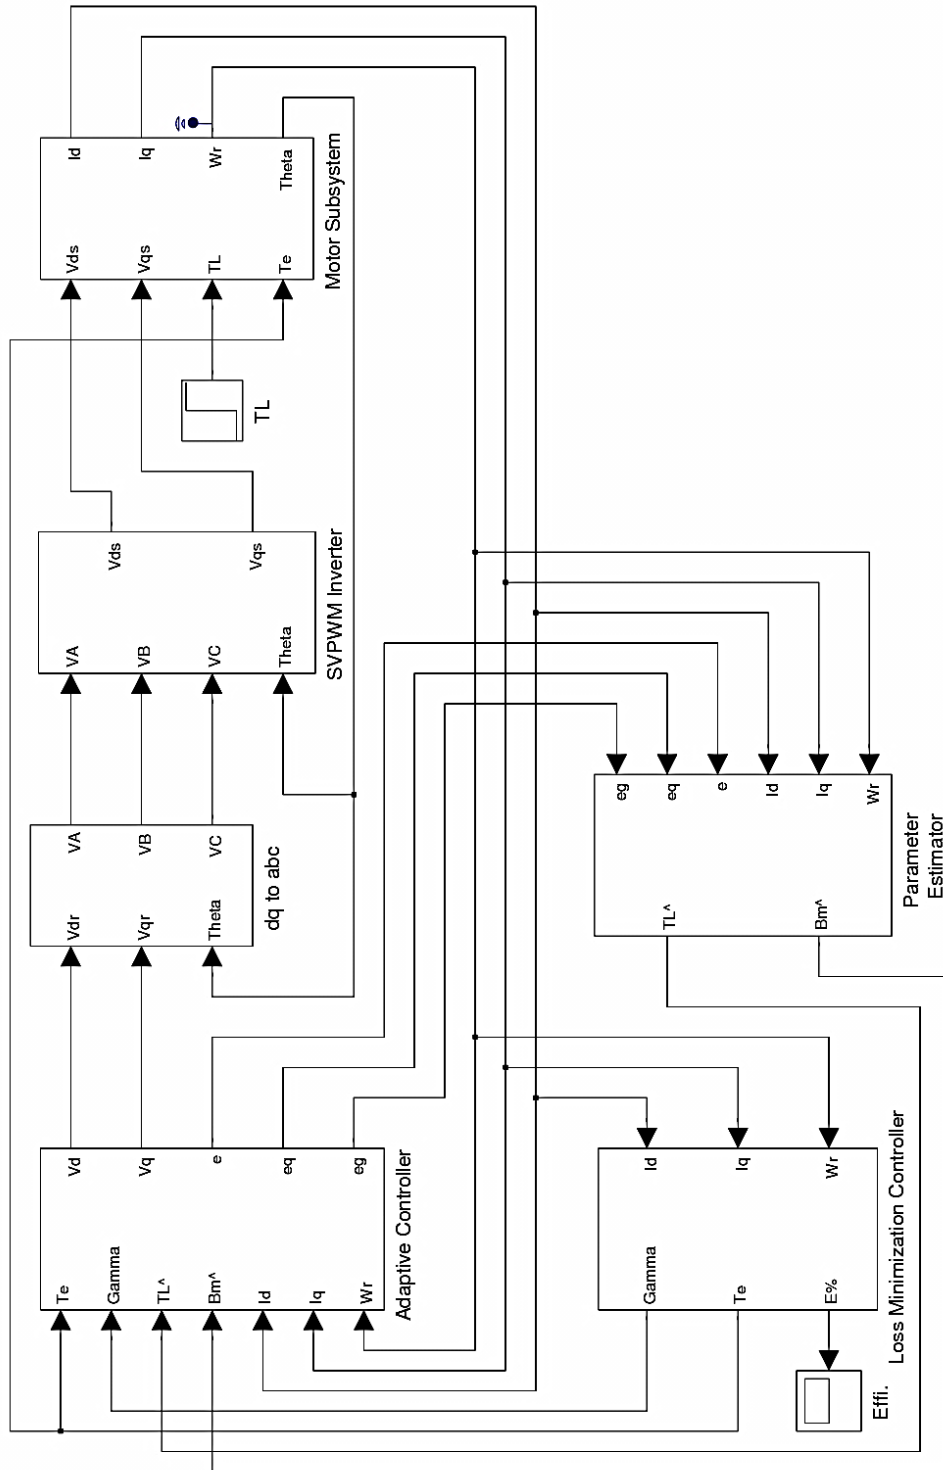 Te
Gamma
TL^
Bm^
Id
Iq
Wr
Vd
Vq
e
eq
eg
Adaptive Controller
Vdr
Vqr
Theta
VA
VB
VC
dq to abc
VA
VB
VC
Theta
Vds
Vqs
SVPWM Inverter
TL
Vds
Vqs
TL
Te
Id
Iq
Wr
Theta
Motor Subsystem
Effi.
Gamma
Te
E%
Id
Iq
Wr
Loss Minimization Controller
TL^
Bm^
eg
eq
e
Id
Iq
Wr
Parameter
Estimator